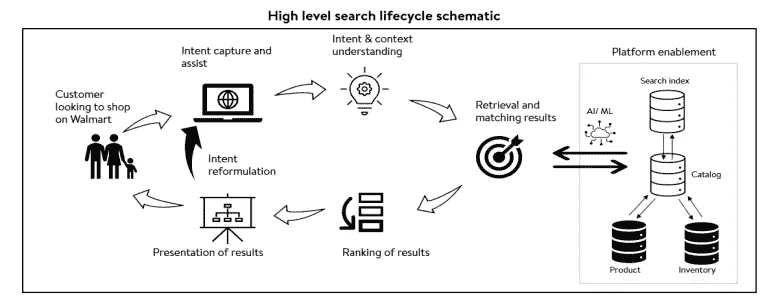 High level search lifecycle schematic
Intent & context
understanding
Intent capture and
assist
Platform enablement
Search index
Customer
looking to shop
on Walmart
Retrieval and
matching results
AI/ ML
Intent
reformulation
Catalog
Presentation of results
Ranking of results
Product
Inventory